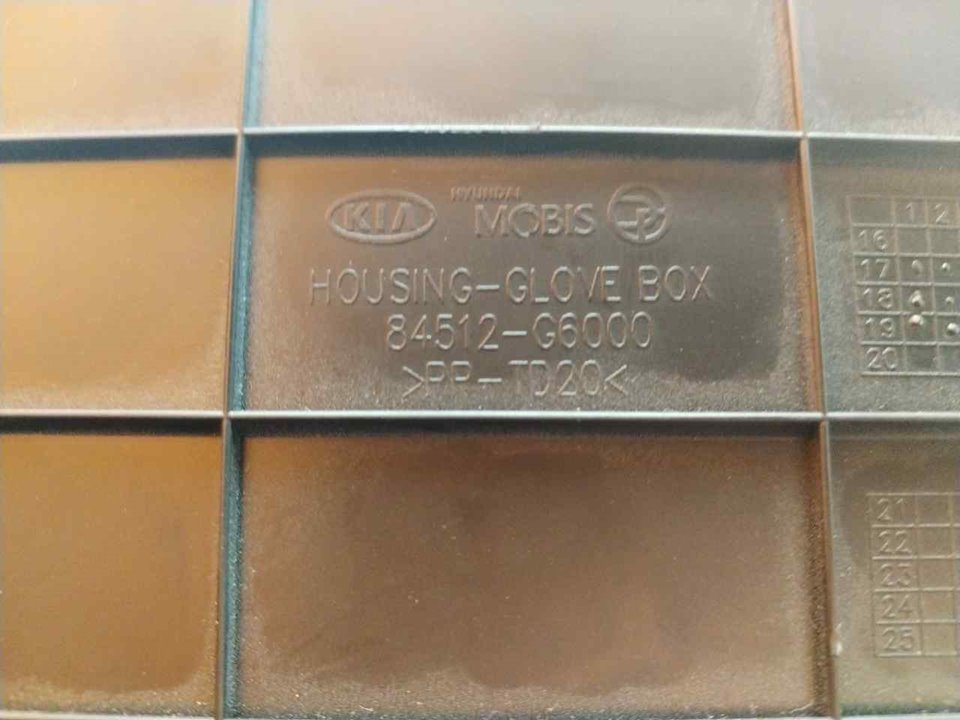 KIA HYUNDAI MOBIS
HOUSING-GLOVE BOX
84512-G6000
>PP-TD20<
1 2
16
17
18
19
20
21
22
23
24
25